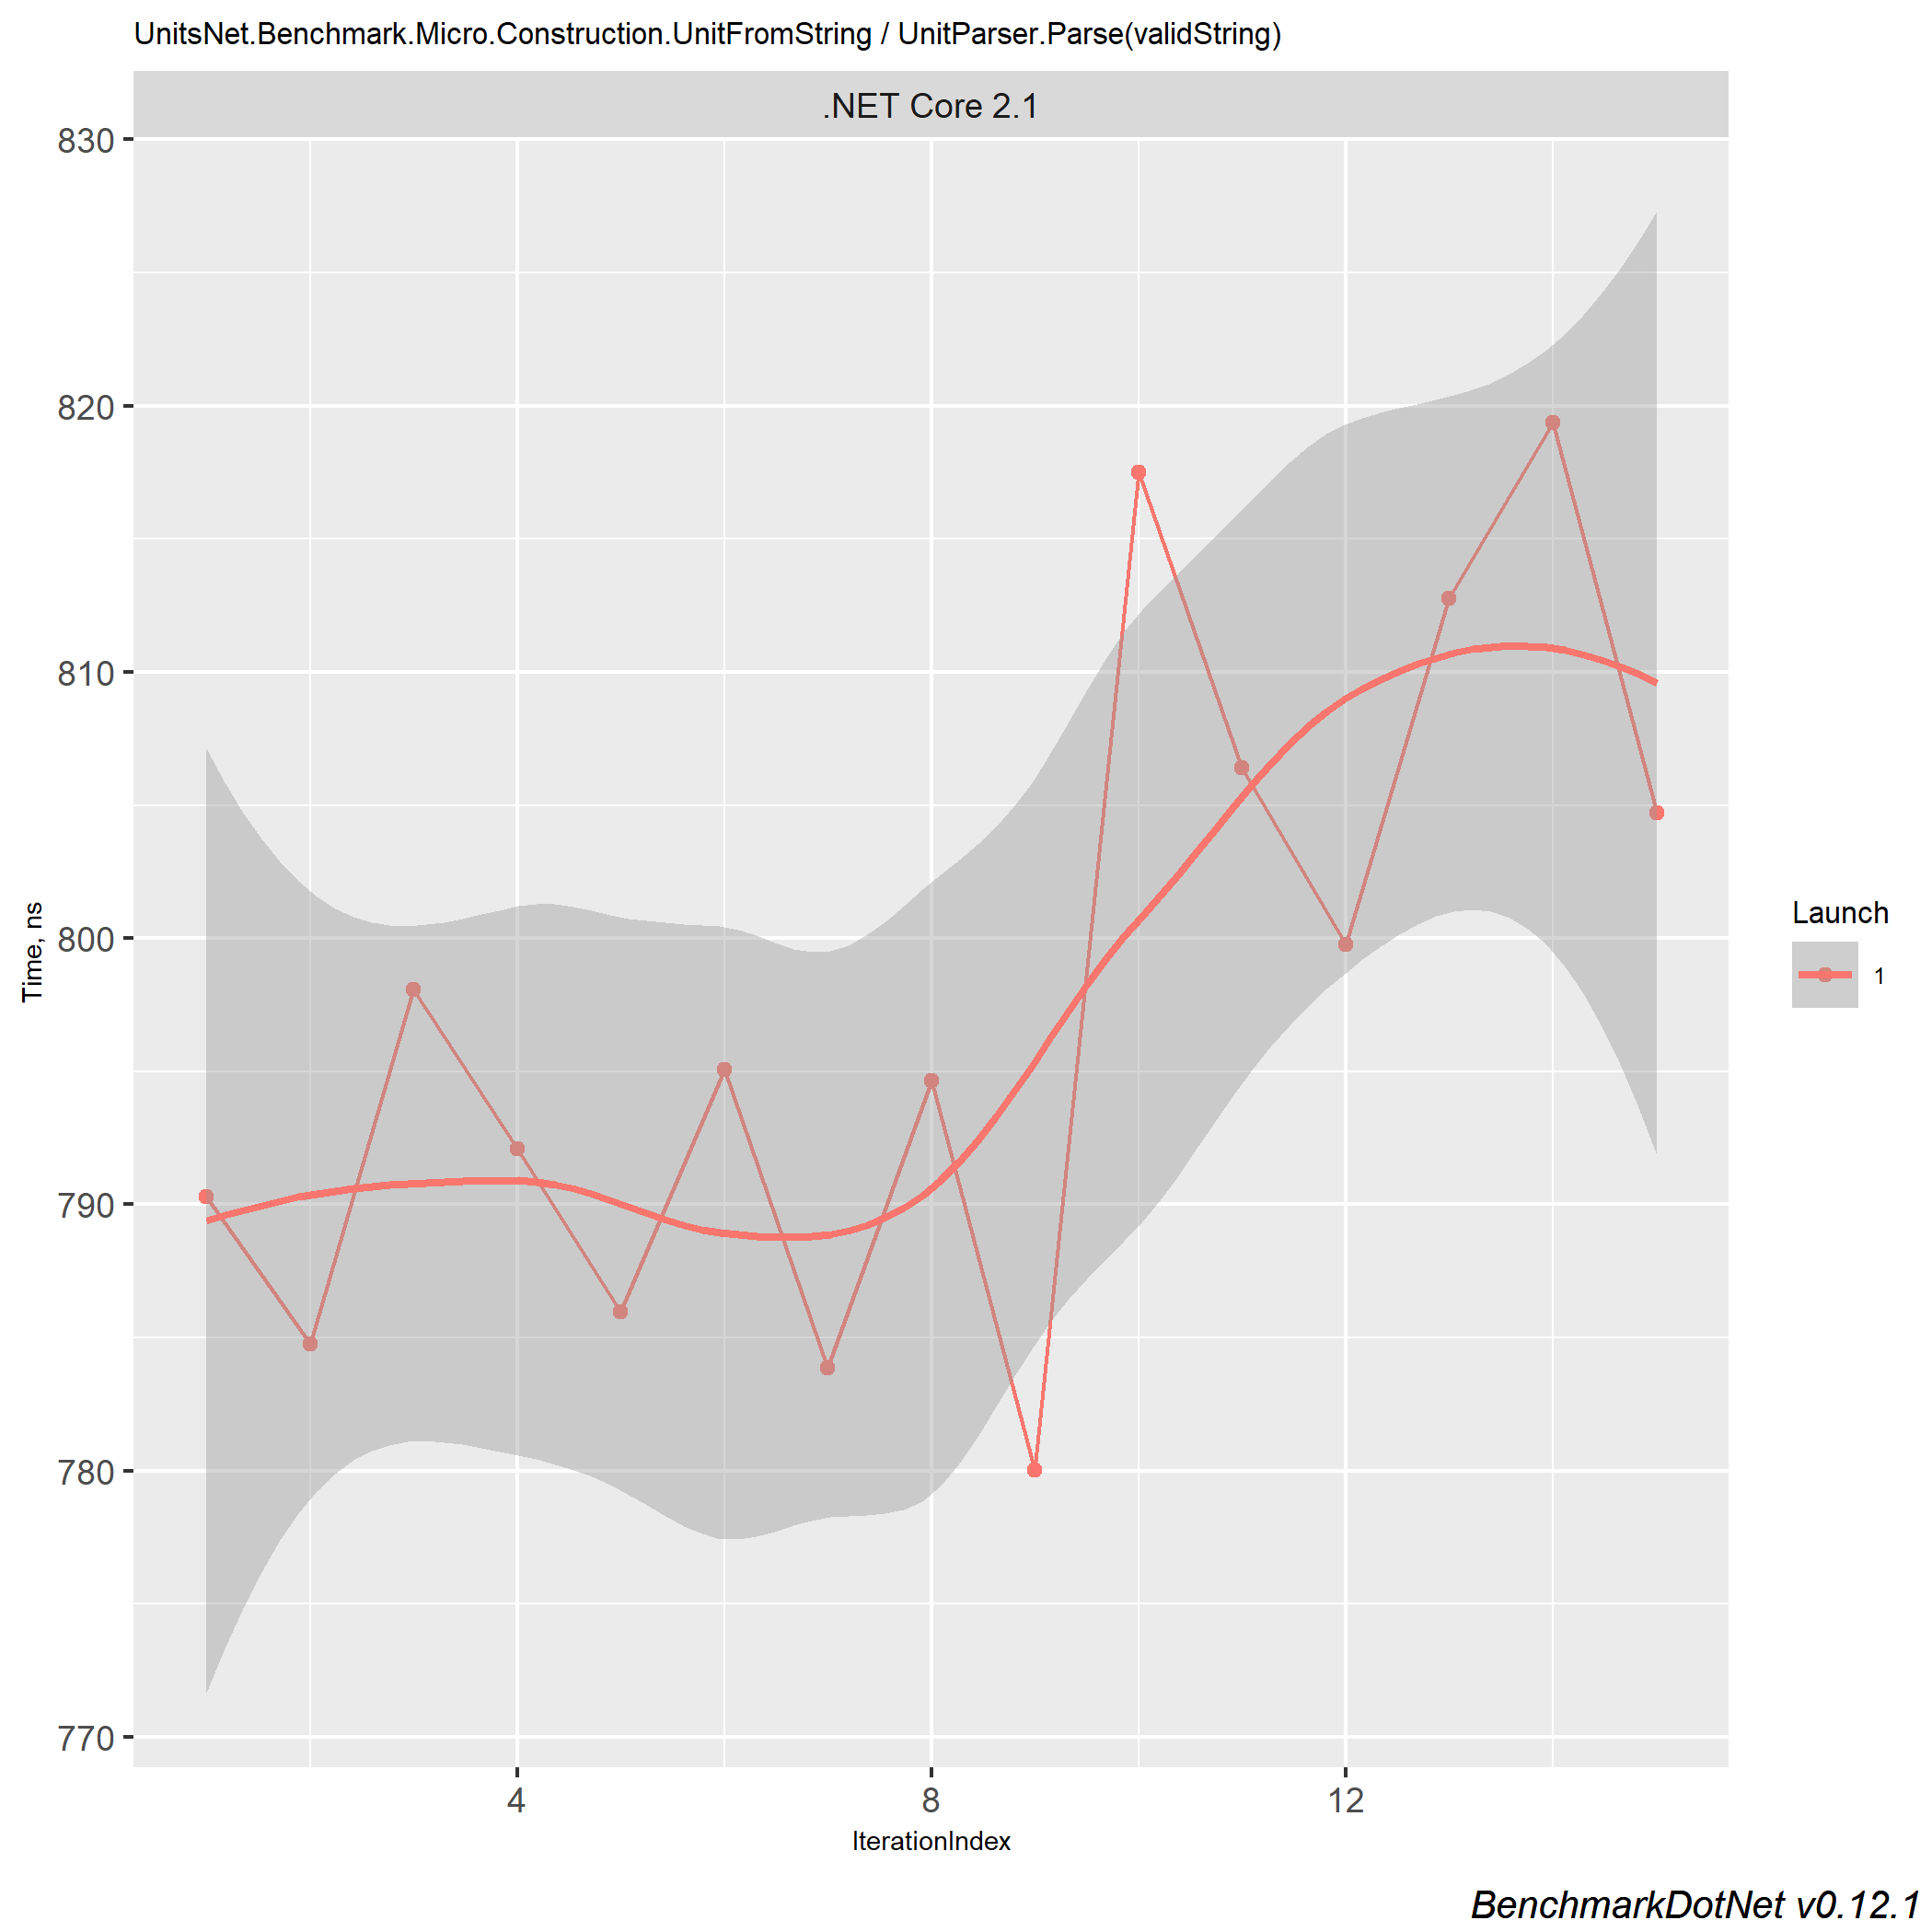 UnitsNet.Benchmark.Micro.Construction.UnitFromString / UnitParser.Parse(validString)
.NET Core 2.1
830
820
810
800
790
780
770
Time, ns
4 8 12
IterationIndex
Launch
1
BenchmarkDotNet v0.12.1